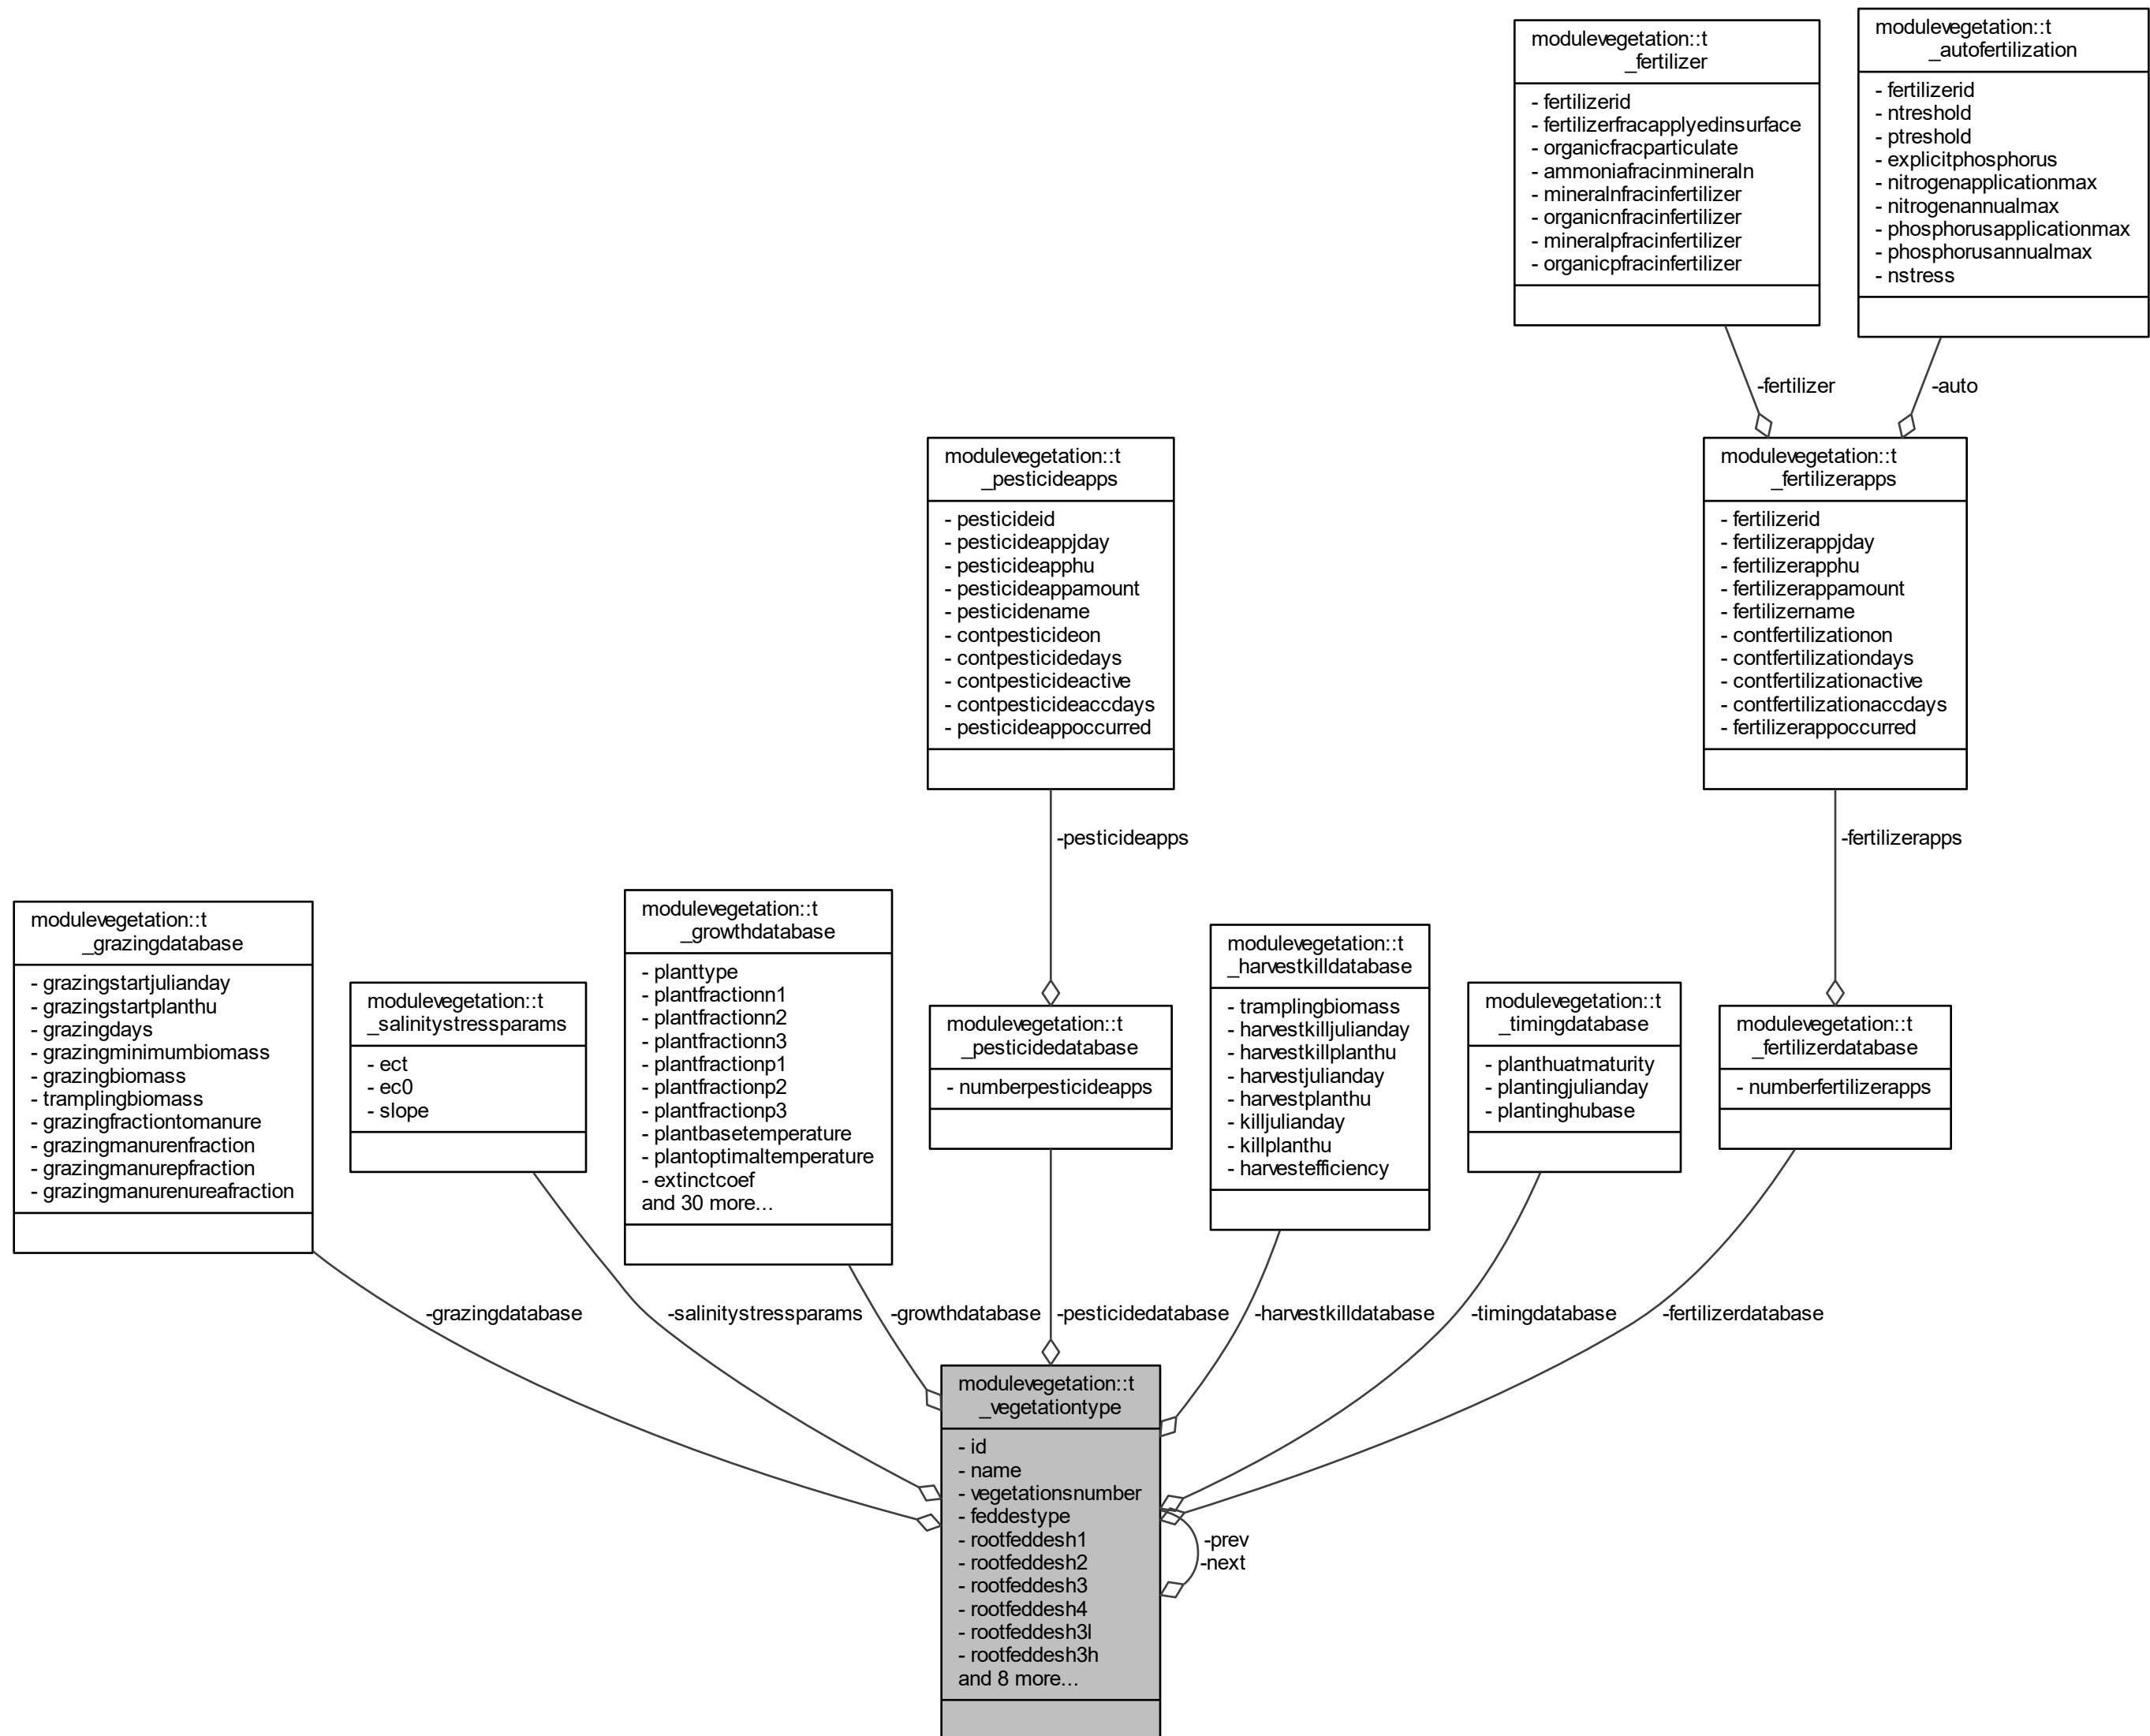 modulevegetation::t
_fertilizer
- fertilizerid
- fertilizerfracapplyedinsurface
- organicfracparticulate
- ammoniafracinmineraln
- mineralnfracinfertilizer
- organicnfracinfertilizer
- mineralpfracinfertilizer
- organicpfracinfertilizer
modulevegetation::t
_autofertilization
- fertilizerid
- ntreshold
- ptreshold
- explicitphosphorus
- nitrogenapplicationmax
- nitrogenannualmax
- phosphorusapplicationmax
- phosphorusannualmax
- nstress
-fertilizer
-auto
modulevegetation::t
_pesticideapps
- pesticideid
- pesticideappjday
- pesticideapphu
- pesticideappamount
- pesticidename
- contpesticideon
- contpesticidedays
- contpesticideactive
- contpesticideaccdays
- pesticideappoccurred
modulevegetation::t
_fertilizerapps
- fertilizerid
- fertilizerappjday
- fertilizerapphu
- fertilizerappamount
- fertilizername
- contfertilizationon
- contfertilizationdays
- contfertilizationactive
- contfertilizationaccdays
- fertilizerappoccurred
-pesticideapps
-fertilizerapps
modulevegetation::t
_grazingdatabase
- grazingstartjulianday
- grazingstartplanthu
- grazingdays
- grazingminimumbiomass
- grazingbiomass
- tramplingbiomass
- grazingfractiontomanure
- grazingmanurenfraction
- grazingmanurepfraction
- grazingmanurenureafraction
modulevegetation::t
_salinitystressparams
- ect
- ec0
- slope
modulevegetation::t
_growthdatabase
- planttype
- plantfractionn1
- plantfractionn2
- plantfractionn3
- plantfractionp1
- plantfractionp2
- plantfractionp3
- plantbasetemperature
- plantoptimaltemperature
- extinctcoef
and 30 more...
modulevegetation::t
_pesticidedatabase
- numberpesticideapps
modulevegetation::t
_harvestkilldatabase
- tramplingbiomass
- harvestkilljulianday
- harvestkillplanthu
- harvestjulianday
- harvestplanthu
- killjulianday
- killplanthu
- harvestefficiency
modulevegetation::t
_timingdatabase
- planthuatmaturity
- plantingjulianday
- plantinghubase
modulevegetation::t
_fertilizerdatabase
- numberfertilizerapps
-grazingdatabase
-salinitystressparams
-growthdatabase
-pesticidedatabase
-harvestkilldatabase
-timingdatabase
-fertilizerdatabase
modulevegetation::t
_vegetationtype
- id
- name
- vegetationsnumber
- feddestype
- rootfeddesh1
- rootfeddesh2
- rootfeddesh3
- rootfeddesh4
- rootfeddesh3l
- rootfeddesh3h
and 8 more...
-prev
-next